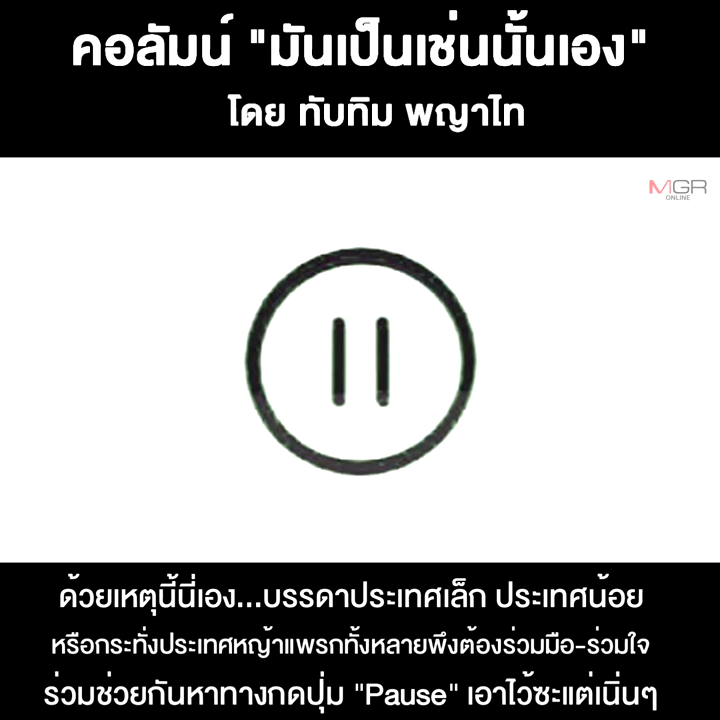 คอลัมน์ "มันเป็นเช่นนั้นเอง"
โดย ทับทิม พญาไท
MGR
ONLINE
ด้วยเหตุนี้นี่เอง...บรรดาประเทศเล็ก ประเทศน้อย
หรือกระทั่งประเทศหญ้าแพรกทั้งหลายพึงต้องร่วมมือ-ร่วมใจ
ร่วมช่วยกันหาทางกดปุ่ม "Pause" เอาไว้ซะแต่เนิ่นๆ